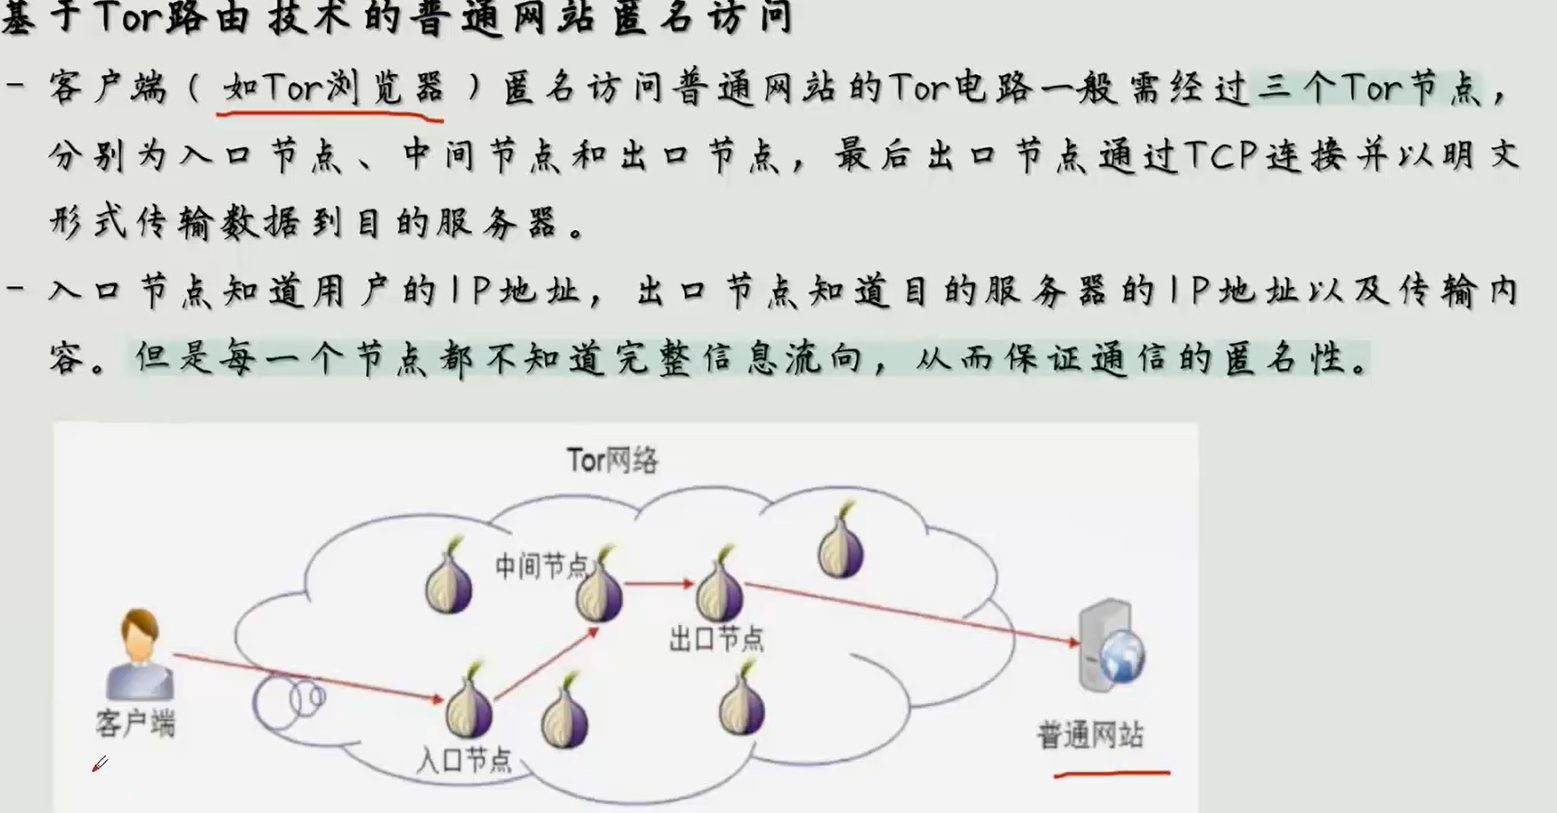 基于Tor路由技术的普通网站匿名访问
- 客户端（如Tor浏览器）匿名访问普通网站的Tor电路一般需经过三个Tor节点，
分别为入口节点、中间节点和出口节点，最后出口节点通过TCP连接并以明文
形式传输数据到目的服务器。
- 入口节点知道用户的IP地址，出口节点知道目的服务器的IP地址以及传输内
容。但是每一个节点都不知道完整信息流向，从而保证通信的匿名性。
Tor网络
中间节点
出口节点
客户端
普通网站
入口节点